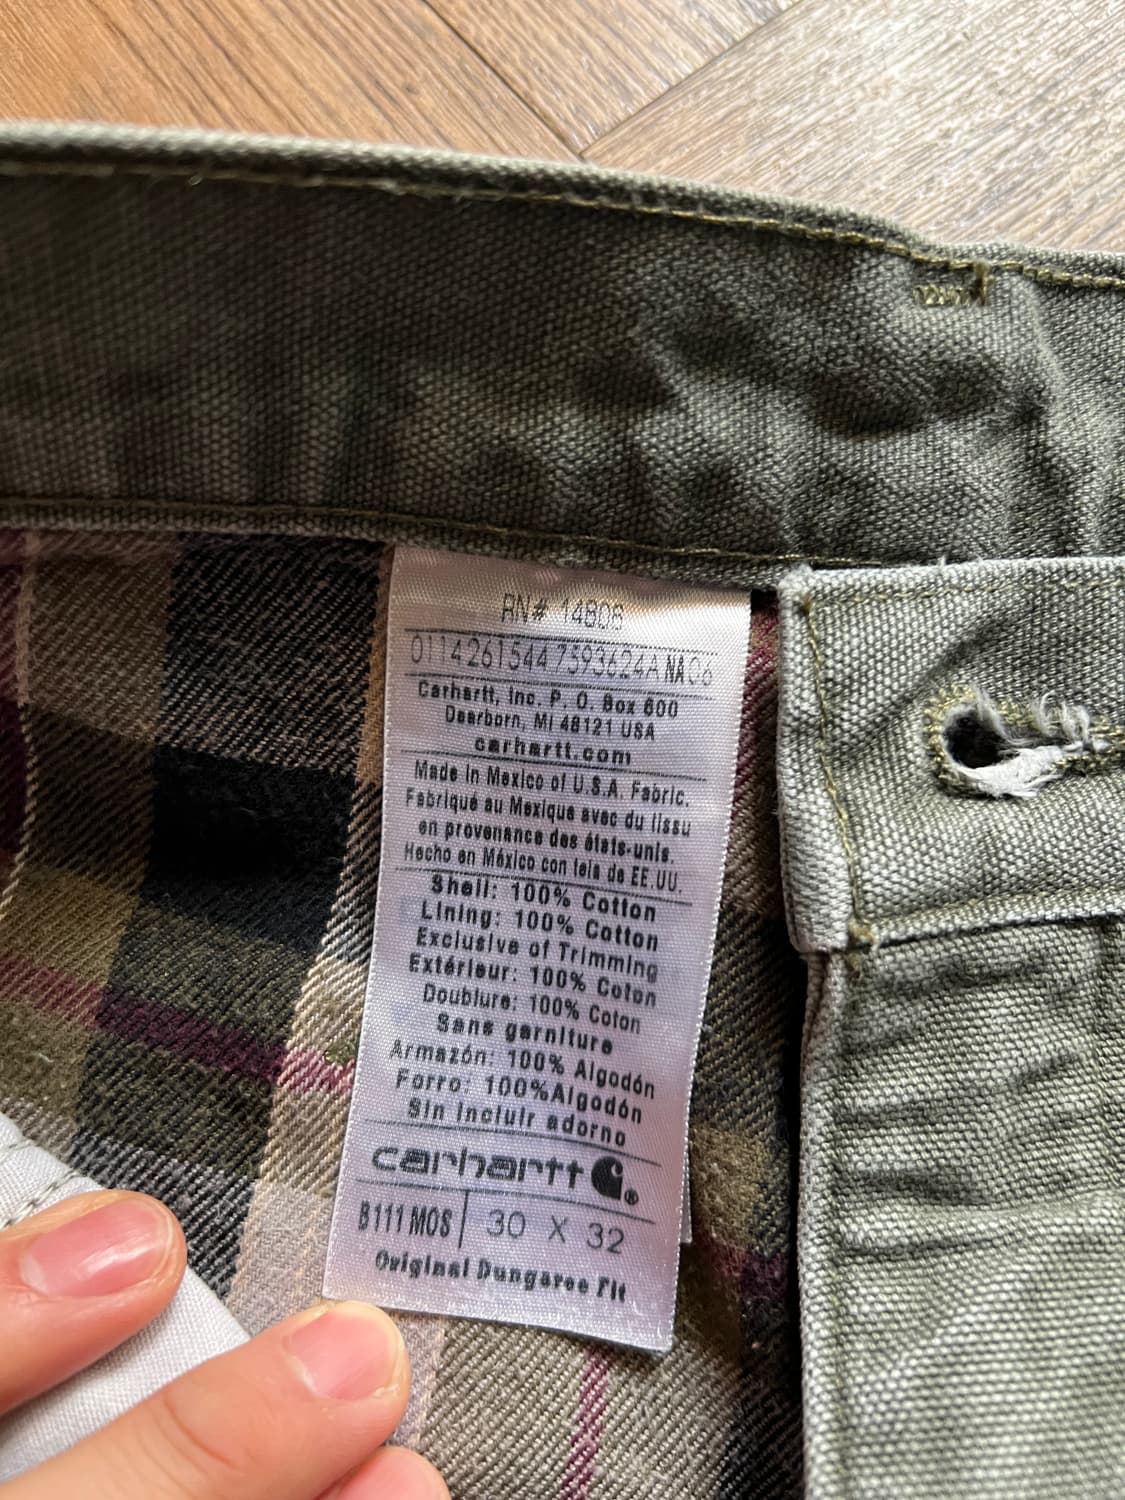 RN# 14806
01142615447593624A NA06
Carhartt, Inc. P. O. Box 600
Dearborn, MI 48121 USA
carhartt.com
Made in Mexico of U.S.A. Fabric.
Fabriqué au Mexique avec du tissu
en provenance des états-unis.
Hecho en México con tela de EE.UU.
Shell: 100% Cotton
Lining: 100% Cotton
Exclusive of Trimming
Extérieur: 100% Coton
Doublure: 100% Coton
Sans garniture
Armazón: 100% Algodón
Forro: 100%Algodón
Sin incluir adorno
carhartt ®
B111 MOS | 30 X 32
Original Dungaree Fit